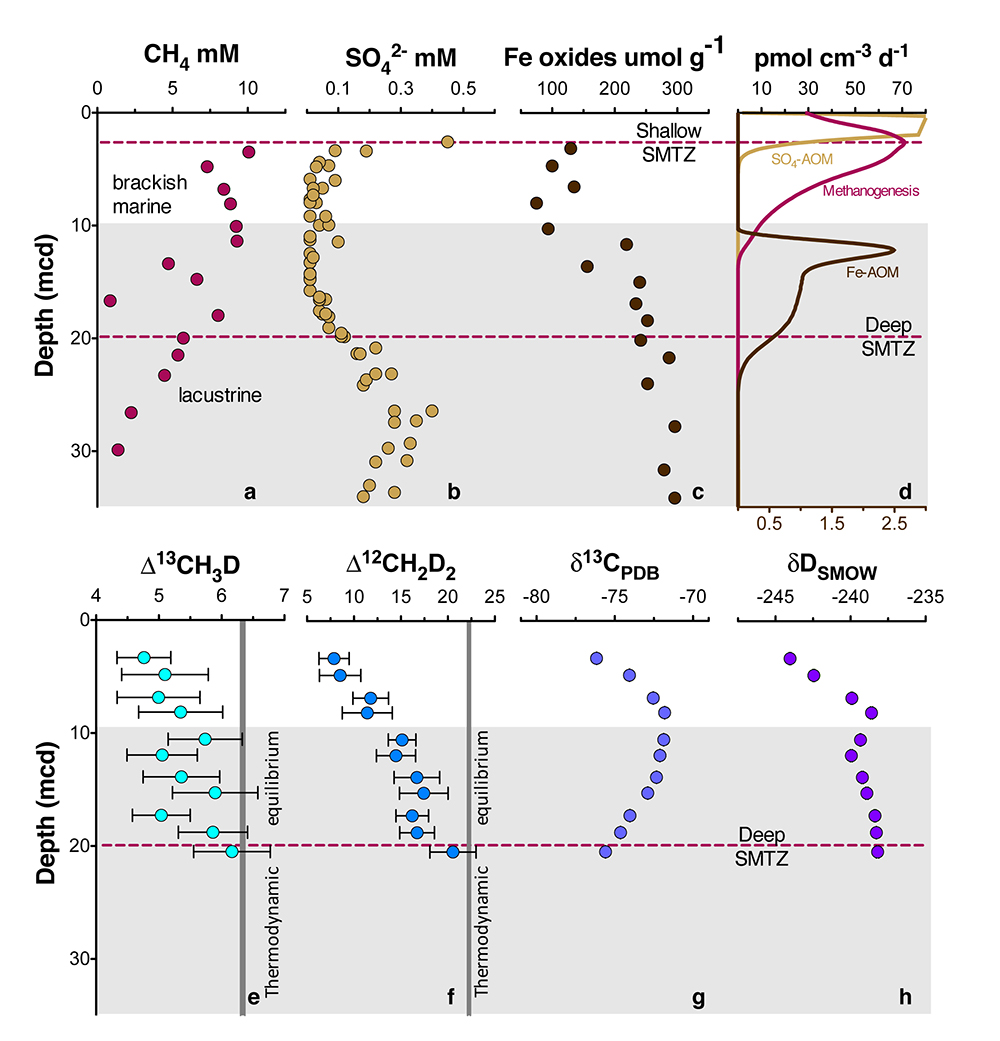 CH₄ mM SO₄²⁻ mM Fe oxides umol g⁻¹ pmol cm⁻³ d⁻¹
0 5 10 0.1 0.3 0.5 100 200 300 10 30 50 70
0
Shallow
SMTZ
SO₄-AOM
brackish
marine
Methanogenesis
10
Fe-AOM
Depth (mcd)
Deep
20
SMTZ
lacustrine
30
a b c d
0.5 1.5 2.5
Δ¹³CH₃D Δ¹²CH₂D₂ δ¹³C_PDB δD_SMOW
4 5 6 7 5 10 15 20 25 -80 -75 -70 -245 -240 -235
0
10
equilibrium equilibrium
Depth (mcd)
Deep
20
SMTZ
Thermodynamic Thermodynamic
30
e f g h